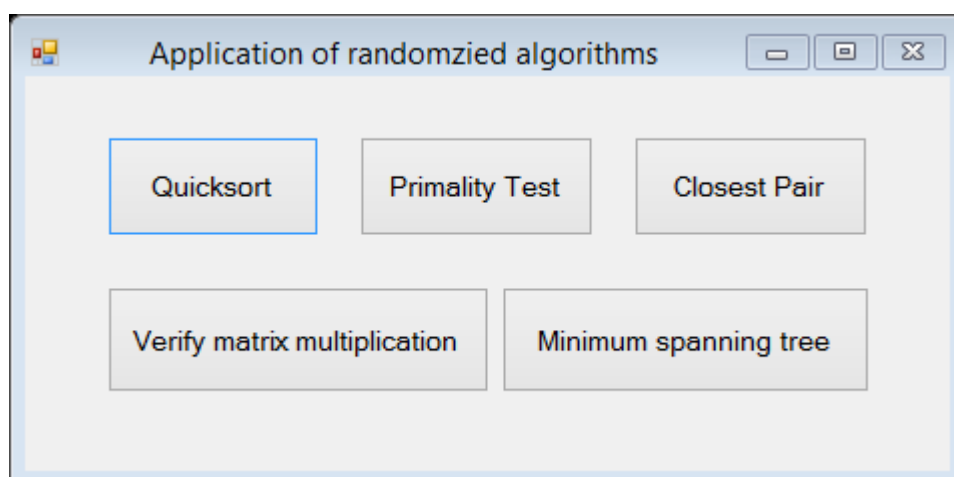 Application of randomzied algorithms
Quicksort
Primality Test
Closest Pair
Verify matrix multiplication
Minimum spanning tree